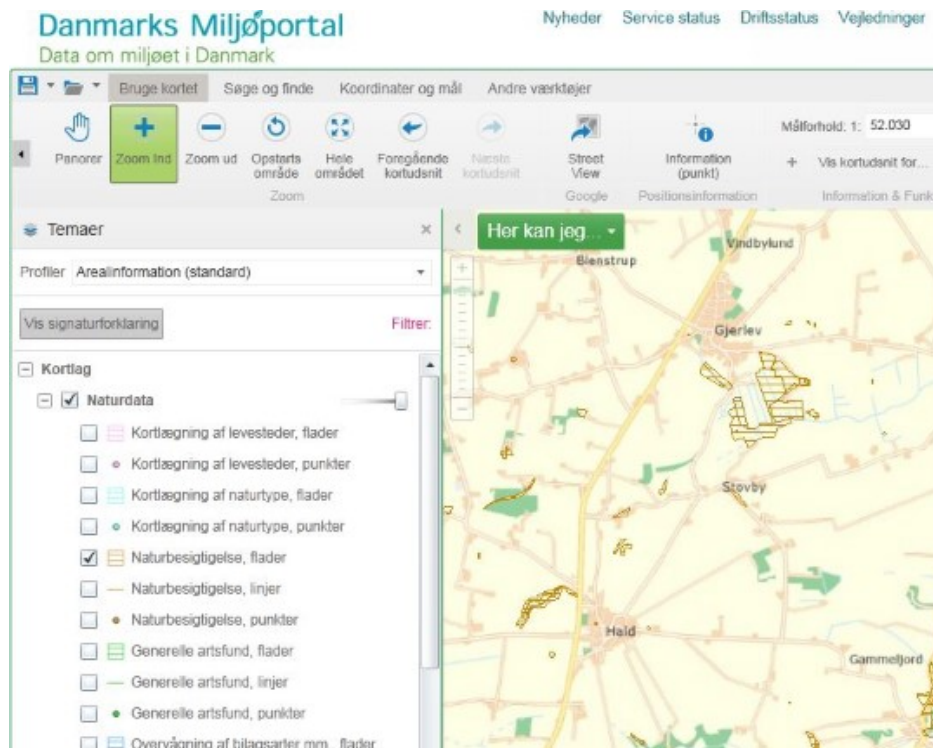 Danmarks Miljøportal
Data om miljøet i Danmark
Nyheder Service status Driftsstatus Vejledninger
Bruge kortet Søge og finde Koordinater og mål Andre værktøjer
Panorer Zoom Ind Zoom ud Opstarts område Hele området Foregående kortudsnit Næste kortudsnit Street View Information (punkt)
Målforhold: 1: 52.030
+ Vis kortudsnit for...
Zoom Google Positionsinformation Information & Funk
Temaer
Her kan jeg...
Profiler Arealinformation (standard)
Vis signaturforklaring Filtrer:
Kortlag
Naturdata
Kortlægning af levesteder, flader
Kortlægning af levesteder, punkter
Kortlægning af naturtype, flader
Kortlægning af naturtype, punkter
Naturbesigtigelse, flader
Naturbesigtigelse, linjer
Naturbesigtigelse, punkter
Generelle artsfund, flader
Generelle artsfund, linjer
Generelle artsfund, punkter
Overvågning af bilagsarter mm., flader
Vindbylund
Blenstrup
Gjerlev
Stovby
Hald
Gammeljord